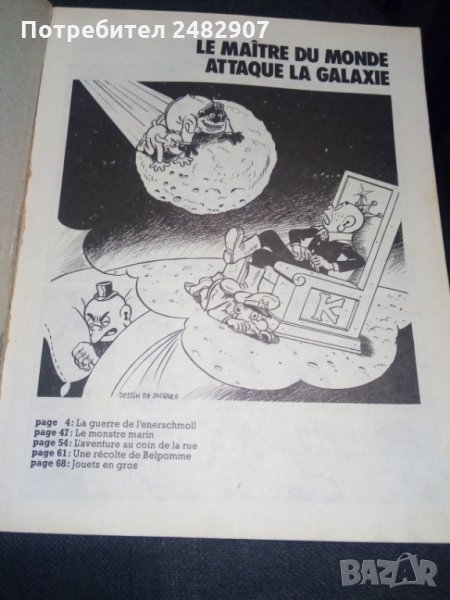 Потребител 2482907
LE MAÎTRE DU MONDE
ATTAQUE LA GALAXIE
K
DESSIN DE JACQUES
page 4: La guerre de l'enerschmoll
page 47: Le monstre marin
page 54: L'aventure au coin de la rue
page 61: Une récolte de Belpomme
page 68: Jouets en gros
BAZAR